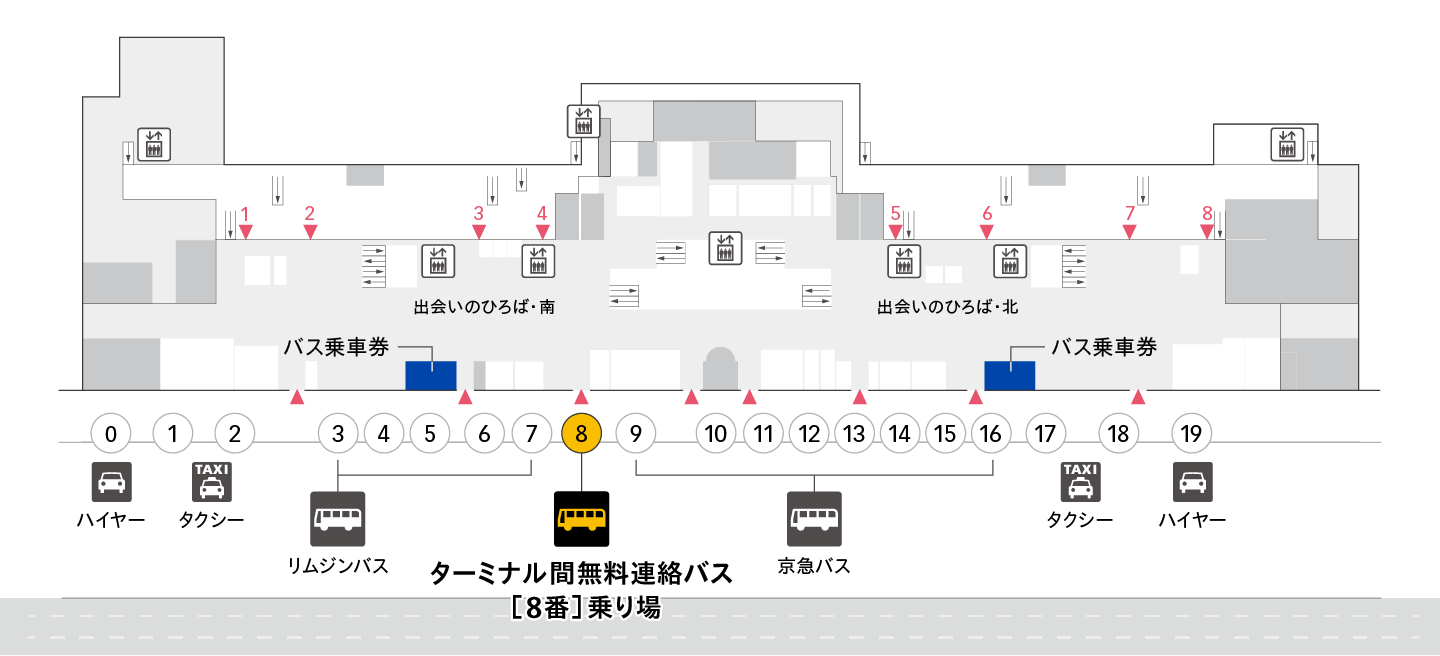 1
2
3
4
5
6
7
8
出会いのひろば・南
出会いのひろば・北
バス乗車券
バス乗車券
0
1
2
3
4
5
6
7
8
9
10
11
12
13
14
15
16
17
18
19
TAXI
TAXI
ハイヤー
タクシー
タクシー
ハイヤー
リムジンバス
京急バス
ターミナル間無料連絡バス
［8番］乗り場